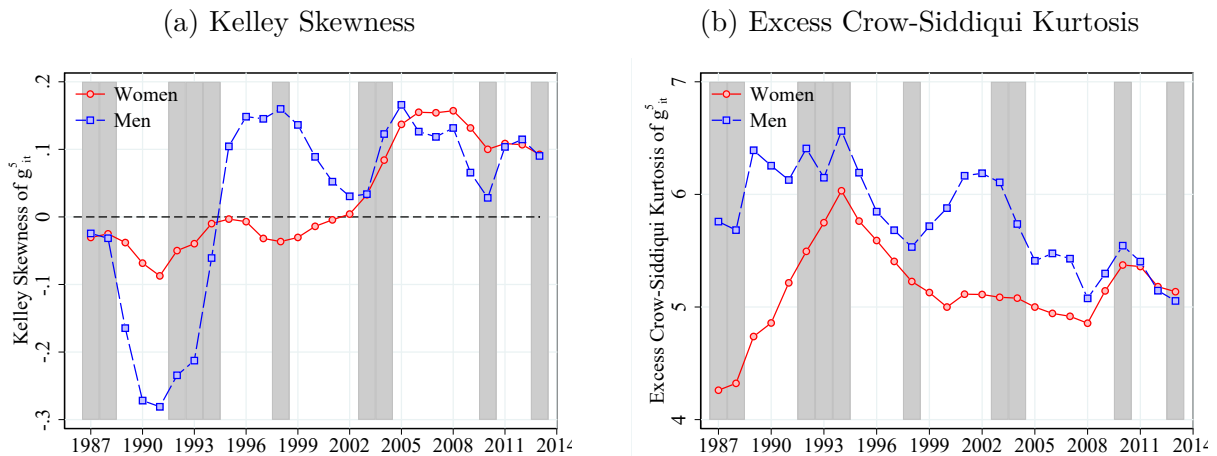 (a) Kelley Skewness
Kelley Skewness of g⁵ᵢₜ
.2
.1
0
-.1
-.2
-.3
Women
Men
1987 1990 1993 1996 1999 2002 2005 2008 2011 2014
(b) Excess Crow-Siddiqui Kurtosis
Excess Crow-Siddiqui Kurtosis of g⁵ᵢₜ
7
6
5
4
Women
Men
1987 1990 1993 1996 1999 2002 2005 2008 2011 2014